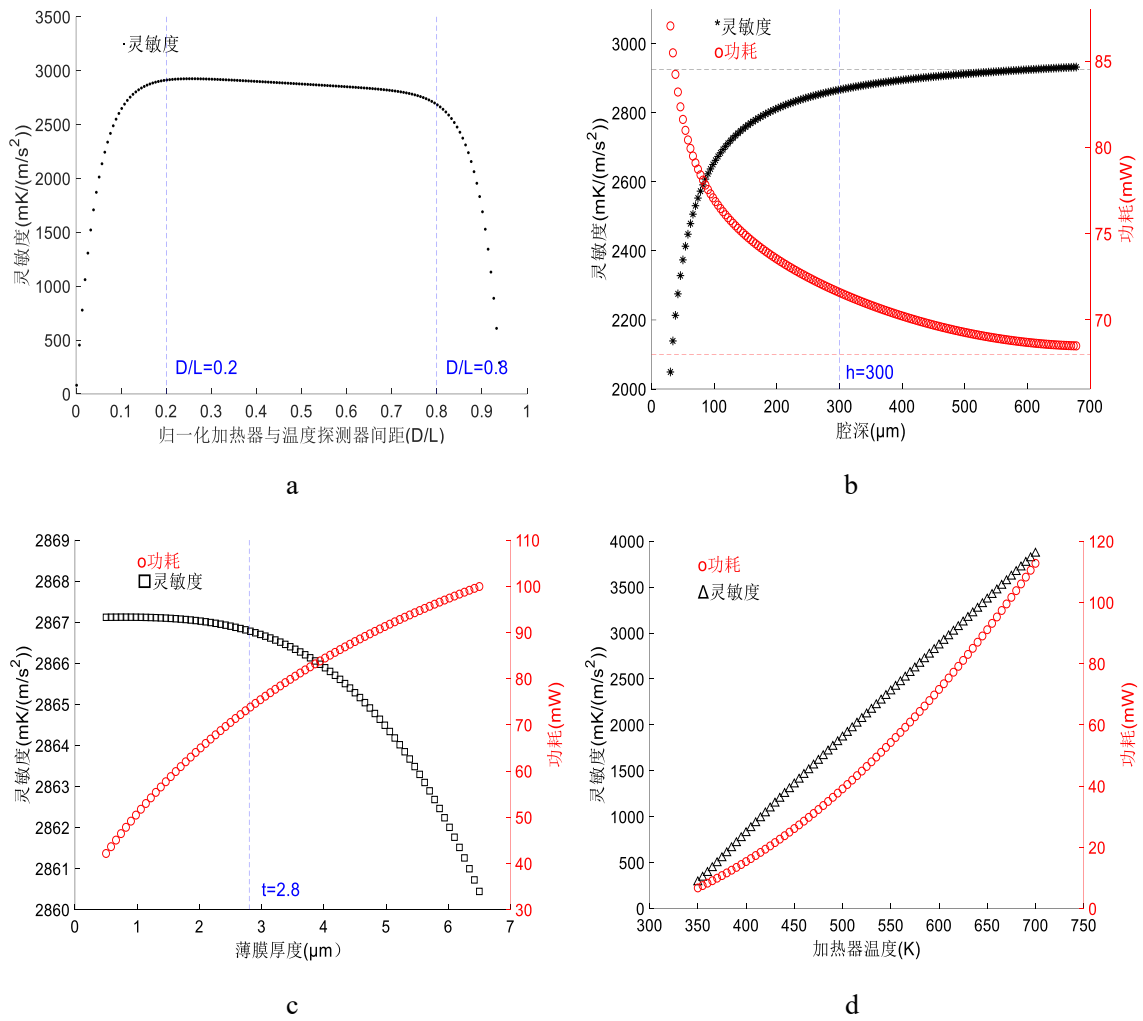 3500
3000
2500
2000
1500
1000
500
0
灵敏度(mK/(m/s²))
·灵敏度
D/L=0.2
D/L=0.8
0 0.1 0.2 0.3 0.4 0.5 0.6 0.7 0.8 0.9 1
归一化加热器与温度探测器间距(D/L)
a
3000
2800
2600
2400
2200
2000
灵敏度(mK/(m/s²))
*灵敏度
o功耗
h=300
85
80
75
70
功耗(mW)
0 100 200 300 400 500 600 700
腔深(μm)
b
2869
2868
2867
2866
2865
2864
2863
2862
2861
2860
灵敏度(mK/(m/s²))
o功耗
□灵敏度
t=2.8
110
100
90
80
70
60
50
40
30
功耗(mW)
0 1 2 3 4 5 6 7
薄膜厚度(μm）
c
4000
3500
3000
2500
2000
1500
1000
500
0
灵敏度(mK/(m/s²))
o功耗
Δ灵敏度
120
100
80
60
40
20
0
功耗(mW)
300 350 400 450 500 550 600 650 700 750
加热器温度(K)
d